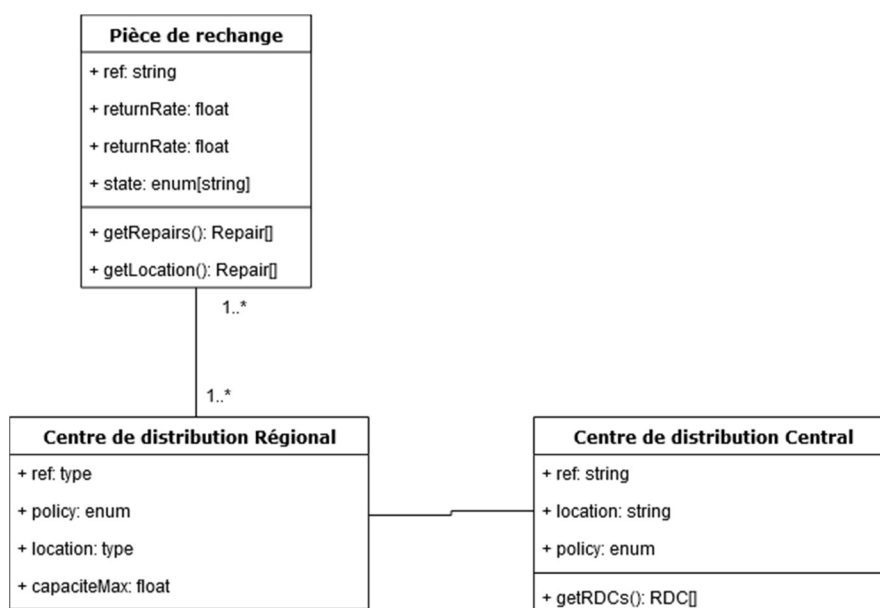 Pièce de rechange
+ ref: string
+ returnRate: float
+ returnRate: float
+ state: enum[string]
+ getRepairs(): Repair[]
+ getLocation(): Repair[]
1..*
1..*
Centre de distribution Régional
+ ref: type
+ policy: enum
+ location: type
+ capaciteMax: float
Centre de distribution Central
+ ref: string
+ location: string
+ policy: enum
+ getRDCs(): RDC[]